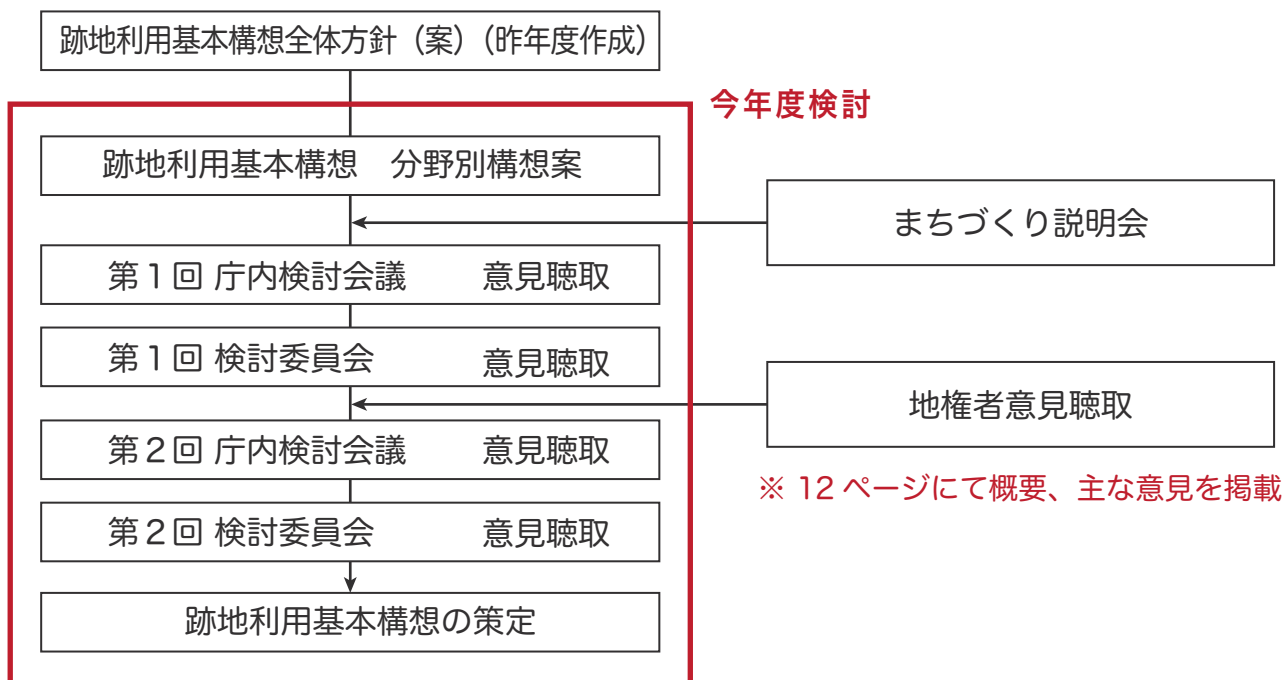 跡地利用基本構想全体方針（案）（昨年度作成）
今年度検討
跡地利用基本構想　分野別構想案
まちづくり説明会
第１回 庁内検討会議　意見聴取
第１回 検討委員会　意見聴取
地権者意見聴取
第２回 庁内検討会議　意見聴取
※ 12 ページにて概要、主な意見を掲載
第２回 検討委員会　意見聴取
跡地利用基本構想の策定